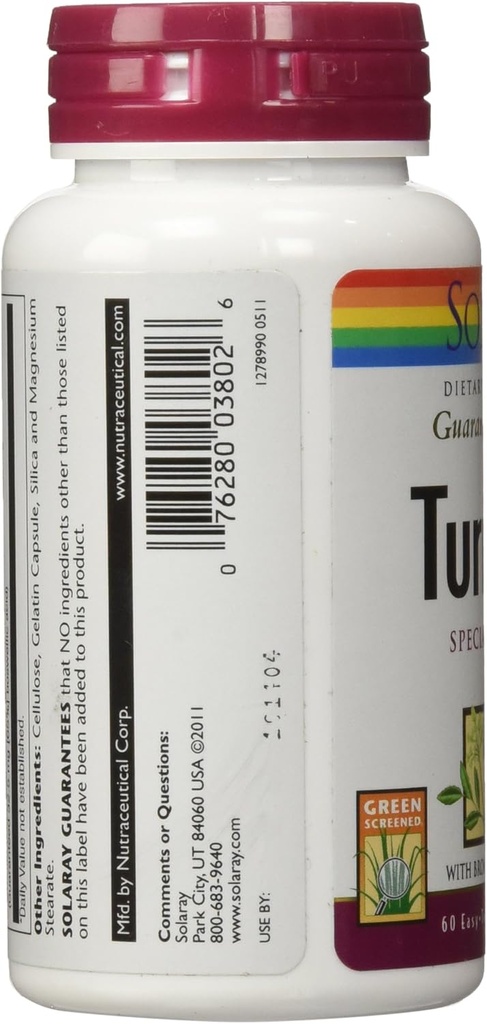 PU
*Daily Value not established.
Other Ingredients: Cellulose, Gelatin Capsule, Silica and Magnesium
Stearate.
SOLARAY GUARANTEES that NO ingredients other than those listed
on this label have been added to this product.
Mfd. by Nutraceutical Corp. www.nutraceutical.com
Comments or Questions:
Solaray
Park City, UT 84060 USA ©2011
800-683-9640
www.solaray.com
USE BY:
0 76280 03802 6
1278990 0511
So
DIETAR
Guara
Tur
SPECI
GREEN
SCREENED
WITH BRO
60 Easy-